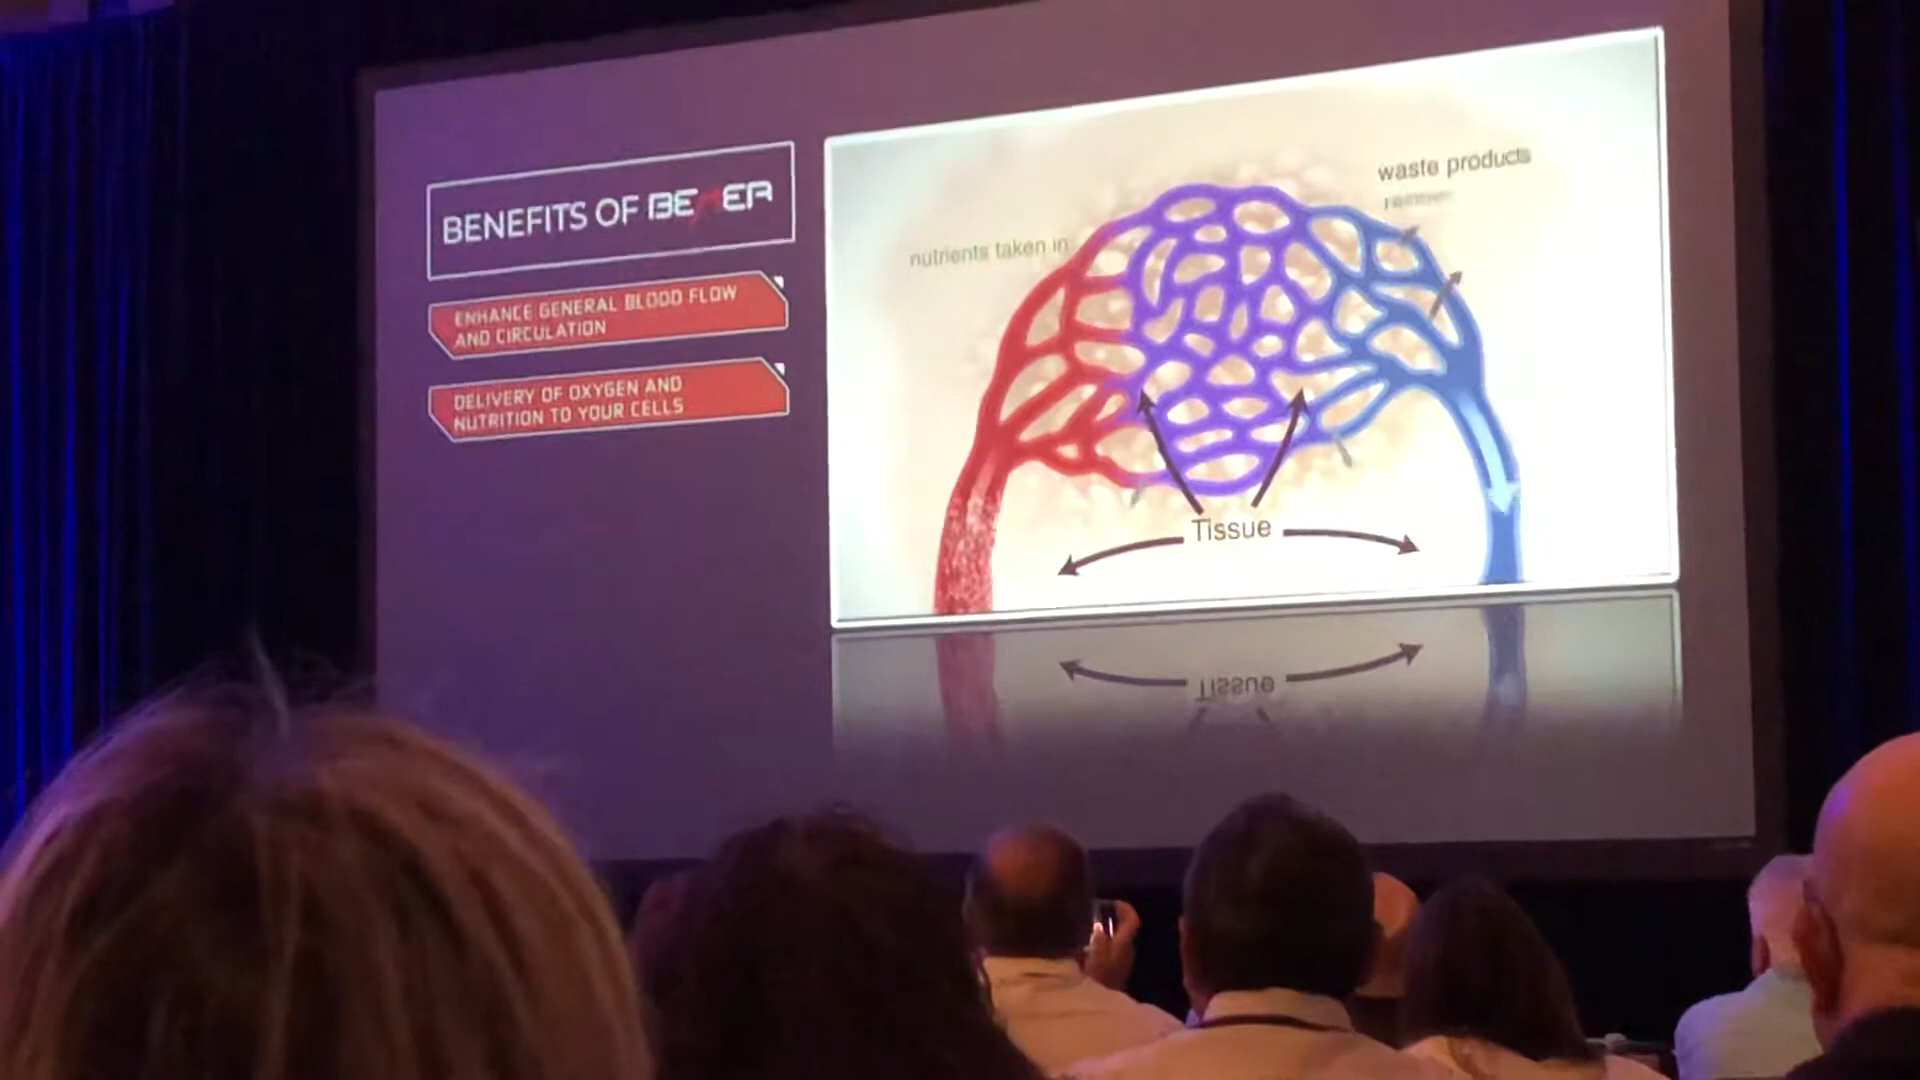 BENEFITS OF BEMER
ENHANCE GENERAL BLOOD FLOW
AND CIRCULATION
DELIVERY OF OXYGEN AND
NUTRITION TO YOUR CELLS
waste products
nutrients taken in
Tissue
Tissue